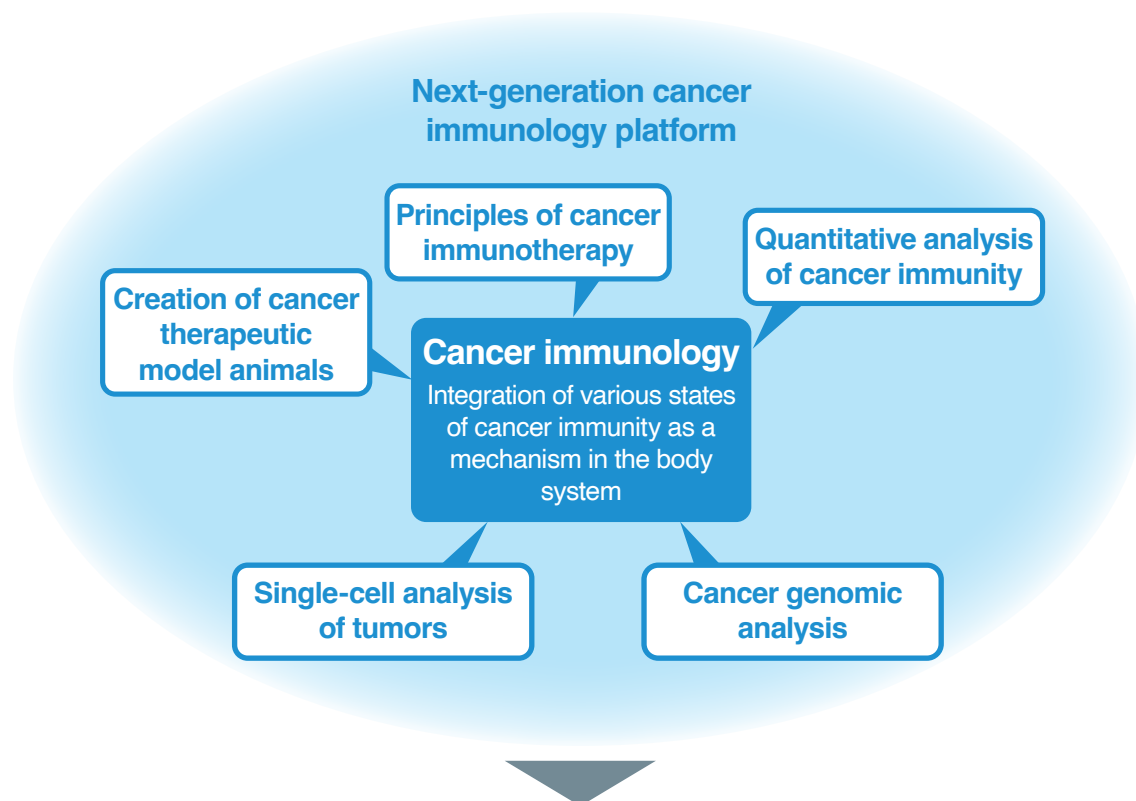 Next-generation cancer
immunology platform
Principles of cancer
immunotherapy
Quantitative analysis
of cancer immunity
Creation of cancer
therapeutic
model animals
Cancer immunology
Integration of various states
of cancer immunity as a
mechanism in the body
system
Single-cell analysis
of tumors
Cancer genomic
analysis